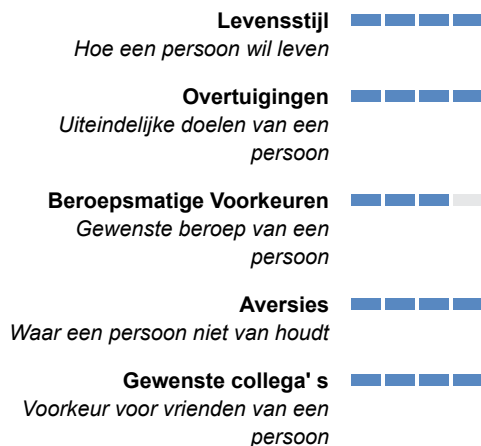 Levensstijl
Hoe een persoon wil leven
Overtuigingen
Uiteindelijke doelen van een
persoon
Beroepsmatige Voorkeuren
Gewenste beroep van een
persoon
Aversies
Waar een persoon niet van houdt
Gewenste collega' s
Voorkeur voor vrienden van een
persoon